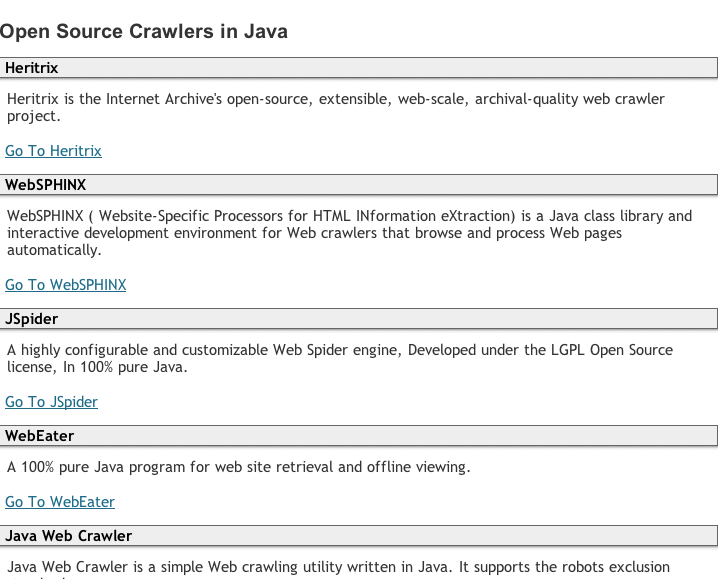 Open Source Crawlers in Java
Heritrix
Heritrix is the Internet Archive's open-source, extensible, web-scale, archival-quality web crawler
project.
Go To Heritrix
WebSPHINX
WebSPHINX ( Website-Specific Processors for HTML INformation eXtraction) is a Java class library and
interactive development environment for Web crawlers that browse and process Web pages
automatically.
Go To WebSPHINX
JSpider
A highly configurable and customizable Web Spider engine, Developed under the LGPL Open Source
license, In 100% pure Java.
Go To JSpider
WebEater
A 100% pure Java program for web site retrieval and offline viewing.
Go To WebEater
Java Web Crawler
Java Web Crawler is a simple Web crawling utility written in Java. It supports the robots exclusion